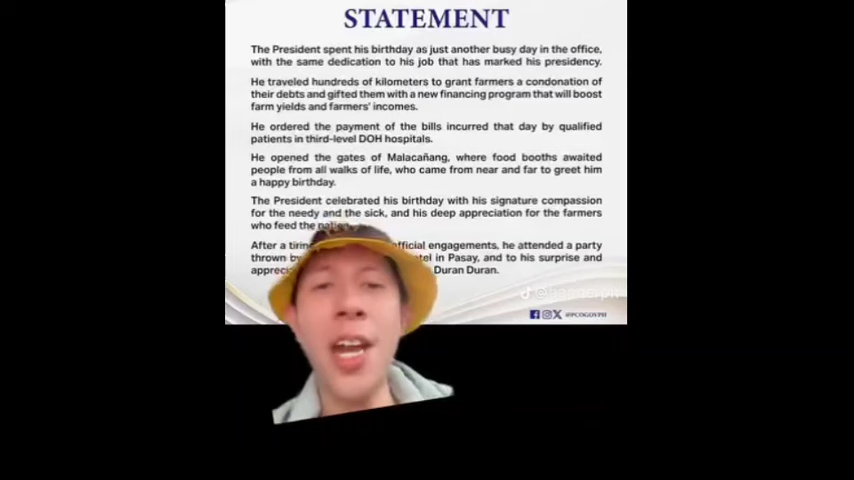 STATEMENT
The President spent his birthday as just another busy day in the office,
with the same dedication to his job that has marked his presidency.
He traveled hundreds of kilometers to grant farmers a condonation of
their debts and gifted them with a new financing program that will boost
farm yields and farmers' incomes.
He ordered the payment of the bills incurred that day by qualified
patients in third-level DOH hospitals.
He opened the gates of Malacañang, where food booths awaited
people from all walks of life, who came from near and far to greet him
a happy birthday.
The President celebrated his birthday with his signature compassion
for the needy and the sick, and his deep appreciation for the farmers
who feed the
After a official engagements, he attended a party
thrown in Pasay, and to his surprise and
Duran Duran.
@PCOGOVPH